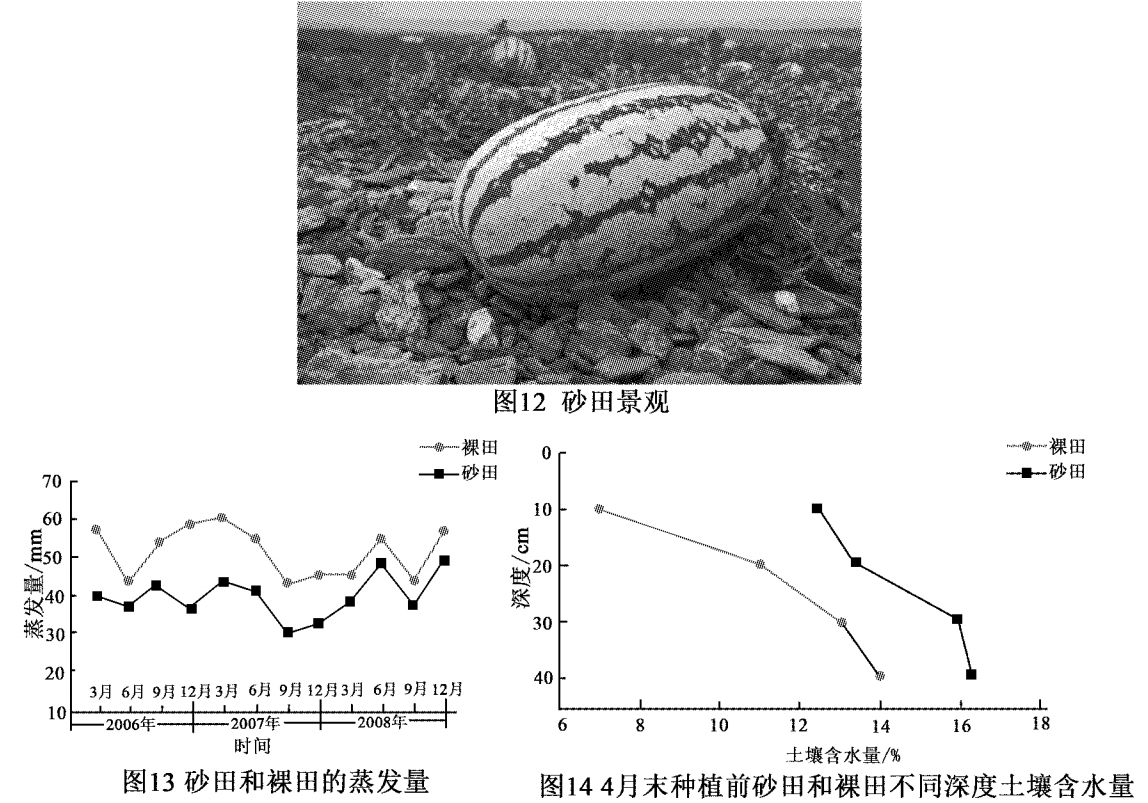 图12 砂田景观
裸田
砂田
70
60
50
40
30
20
10
蒸发量/mm
3月 6月 9月 12月 3月 6月 9月 12月 3月 6月 9月 12月
2006年 2007年 2008年
时间
图13 砂田和裸田的蒸发量
裸田
砂田
0
10
20
30
40
深度/cm
6 8 10 12 14 16 18
土壤含水量/%
图14 4月末种植前砂田和裸田不同深度土壤含水量